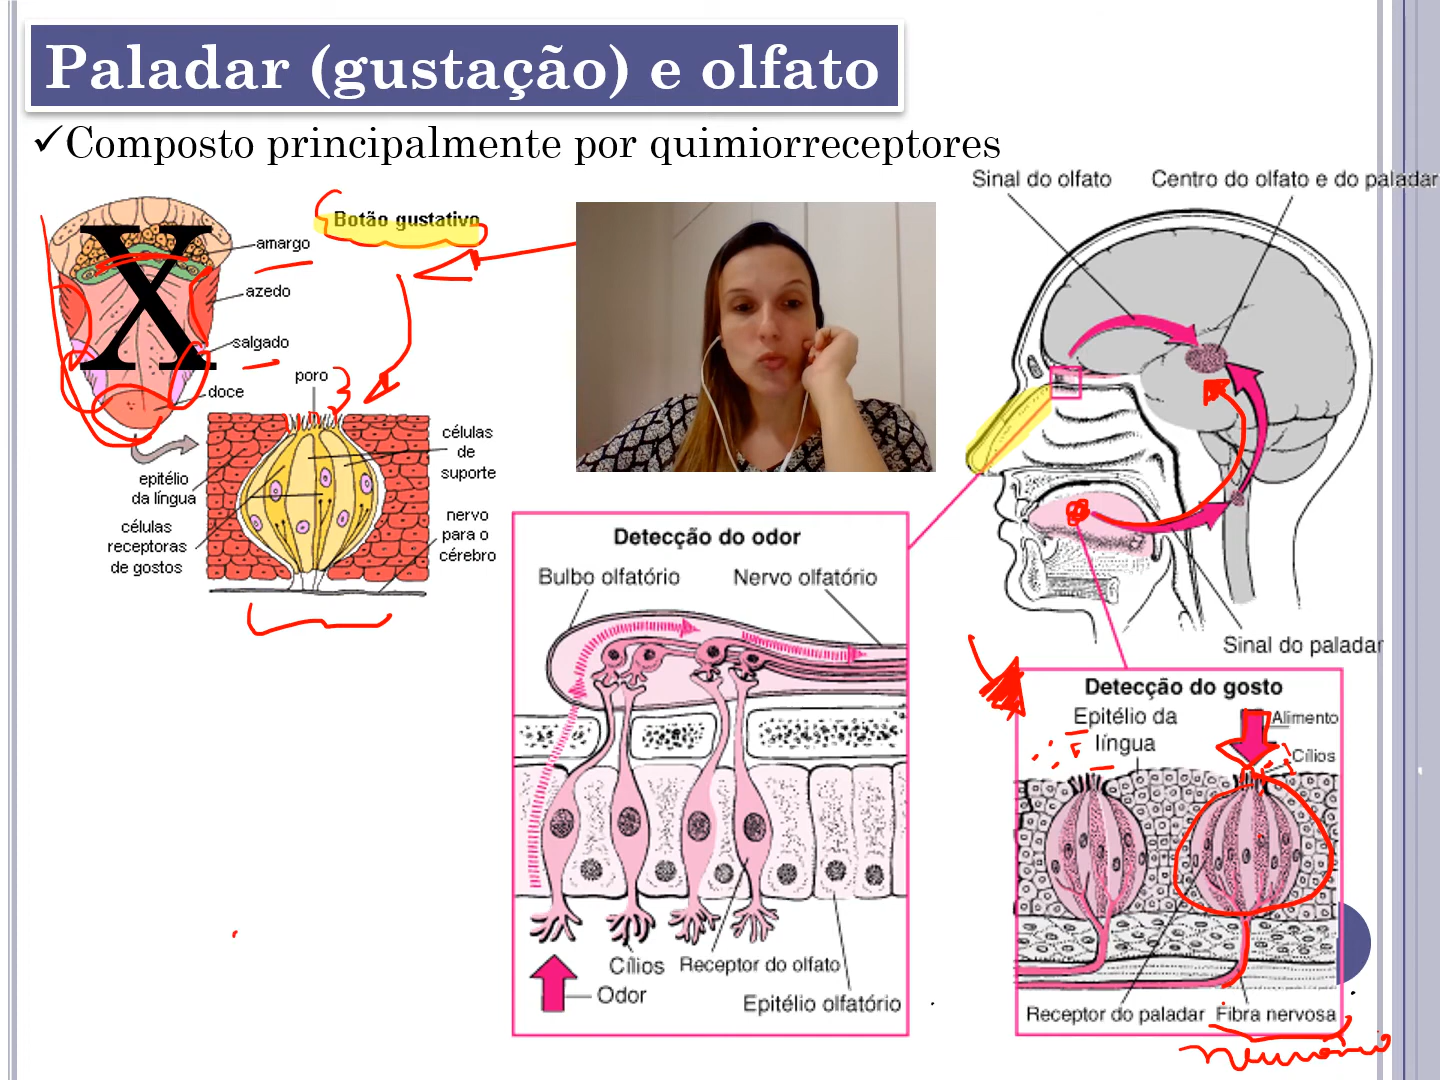 Paladar (gustação) e olfato
✓Composto principalmente por quimiorreceptores
Sinal do olfato
Centro do olfato e do paladar
Botão gustativo
X
amargo
azedo
salgado
doce
poro
epitélio
da língua
células
receptoras
de gostos
células
de
suporte
nervo
para o
cérebro
Detecção do odor
Bulbo olfatório
Nervo olfatório
Cílios
Receptor do olfato
Odor
Epitélio olfatório
Sinal do paladar
Detecção do gosto
Epitélio da
língua
Alimento
Cílios
Receptor do paladar
Fibra nervosa
neurônio